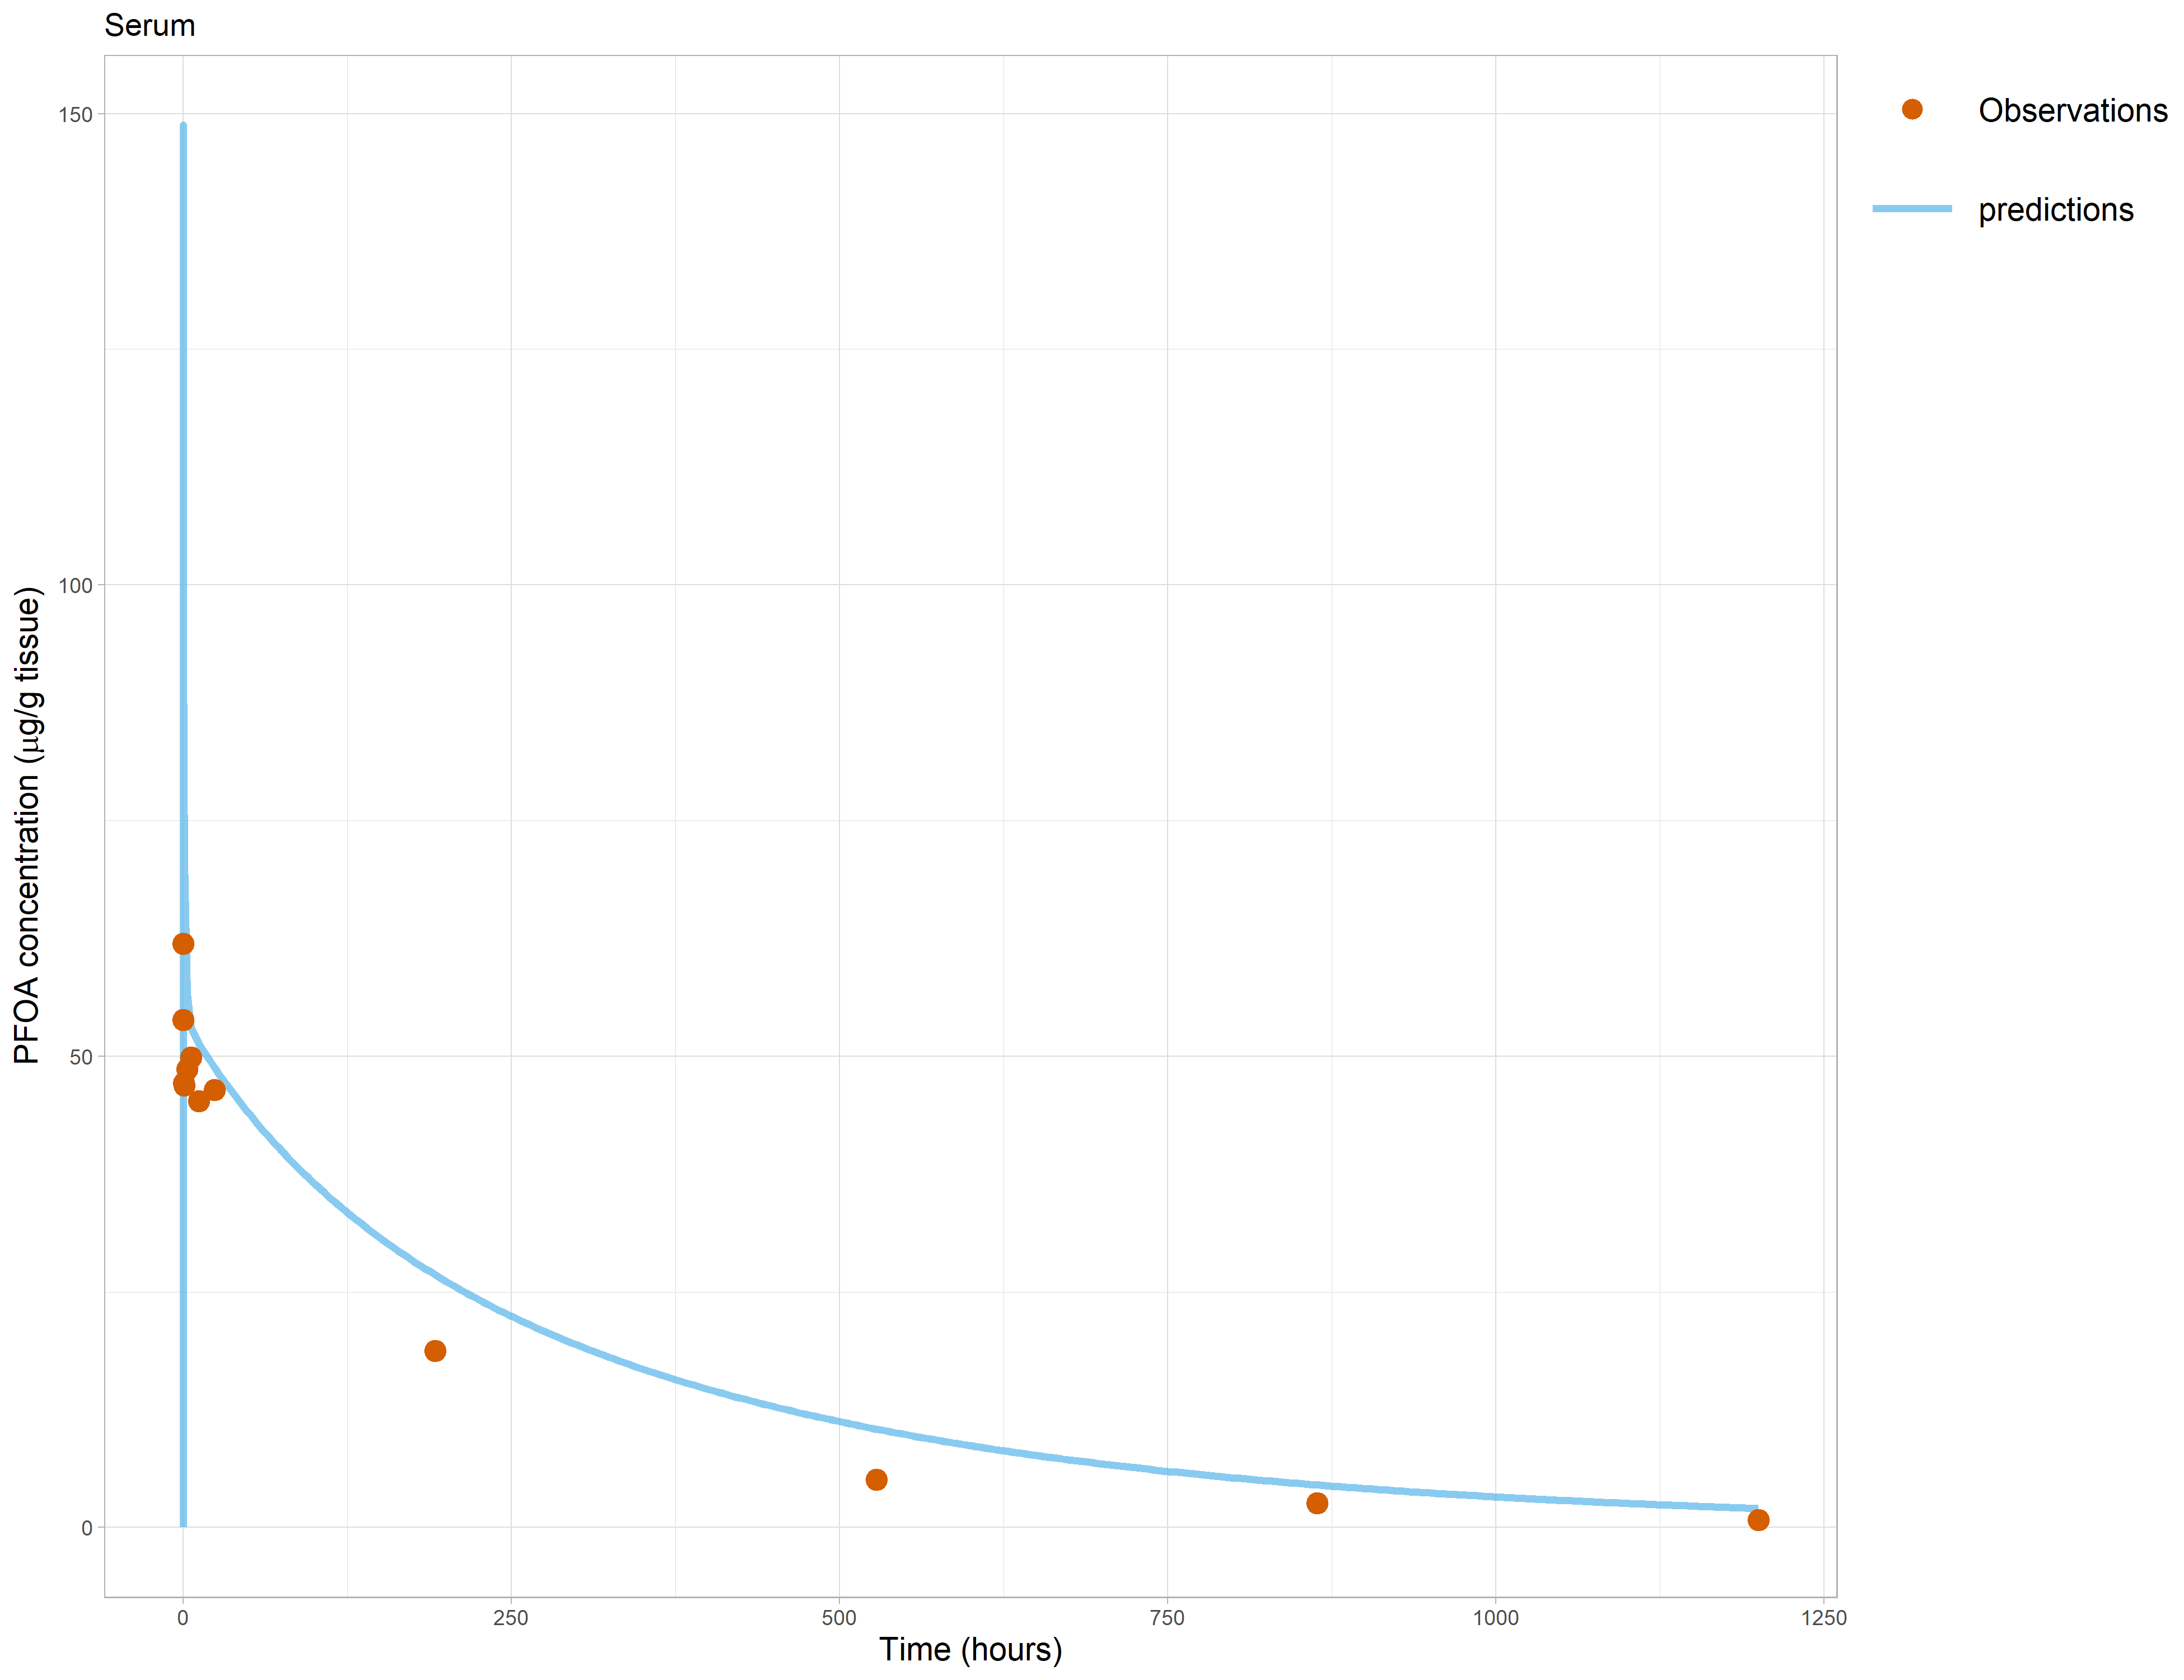 Serum
150
100
50
0
PFOA concentration (μg/g tissue)
0 250 500 750 1000 1250
Time (hours)
Observations
predictions